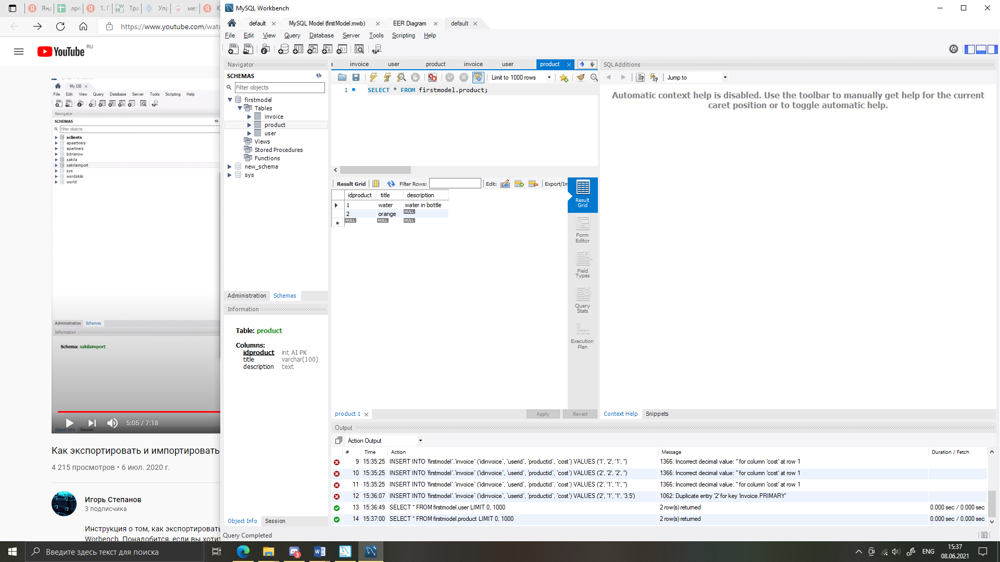 Янд
лр4
1. Г
Тра
Упр
мет
К
https://www.youtube.com/watc
YouTube RU
My DB
File Edit View Query Database Server Tools Scripting Help
Navigator
SCHEMAS
Filter objects
aclients
apaartners
apartners
bitrixnow
sakila
sakilaimport
sys
wordskils
world
Administration Schemas
Information
Schema: sakilaimport
5:05 / 7:18
Object Info Session
Как экспортировать и импортировать
4 215 просмотров • 6 июл. 2020 г.
Игорь Степанов
3 подписчика
Инструкция о том, как экспортировать
Worbench. Понадобится, если вы хоти
MySQL Workbench
default MySQL Model (firstModel.mwb) EER Diagram default
File Edit View Query Database Server Tools Scripting Help
Navigator
SCHEMAS
Filter objects
firstmodel
Tables
invoice
product
user
Views
Stored Procedures
Functions
new_schema
sys
Administration Schemas
Information
Table: product
Columns:
idproduct int AI PK
title varchar(100)
description text
Object Info Session
a invoice user product invoice user product
Limit to 1000 rows
1 SELECT * FROM firstmodel.product;
Result Grid Filter Rows: Edit: Export/Im
idproduct title description
1 water water in bottle
2 orange NULL
NULL NULL NULL
Result Grid
Form Editor
Field Types
Query Stats
Execution Plan
product 1 Apply Revert
SQLAdditions
Jump to
Automatic context help is disabled. Use the toolbar to manually get help for the current
caret position or to toggle automatic help.
Context Help Snippets
Output
Action Output
# Time Action Message Duration / Fetch
9 15:35:25 INSERT INTO `firstmodel`.`invoice` (`idinvoice`, `userid`, `productid`, `cost`) VALUES ('1', '2', '1', '') 1366: Incorrect decimal value: '' for column 'cost' at row 1
10 15:35:25 INSERT INTO `firstmodel`.`invoice` (`idinvoice`, `userid`, `productid`, `cost`) VALUES ('2', '2', '2', '') 1366: Incorrect decimal value: '' for column 'cost' at row 1
11 15:35:25 INSERT INTO `firstmodel`.`invoice` (`idinvoice`, `userid`, `productid`, `cost`) VALUES ('2', '1', '1', '') 1366: Incorrect decimal value: '' for column 'cost' at row 1
12 15:36:07 INSERT INTO `firstmodel`.`invoice` (`idinvoice`, `userid`, `productid`, `cost`) VALUES ('2', '1', '1', '3.5') 1062: Duplicate entry '2' for key 'invoice.PRIMARY'
13 15:36:49 SELECT * FROM firstmodel.user LIMIT 0, 1000 2 row(s) returned 0.000 sec / 0.000 sec
14 15:37:00 SELECT * FROM firstmodel.product LIMIT 0, 1000 2 row(s) returned 0.000 sec / 0.000 sec
Query Completed
Введите здесь текст для поиска
3
ENG
15:37
08.06.2021